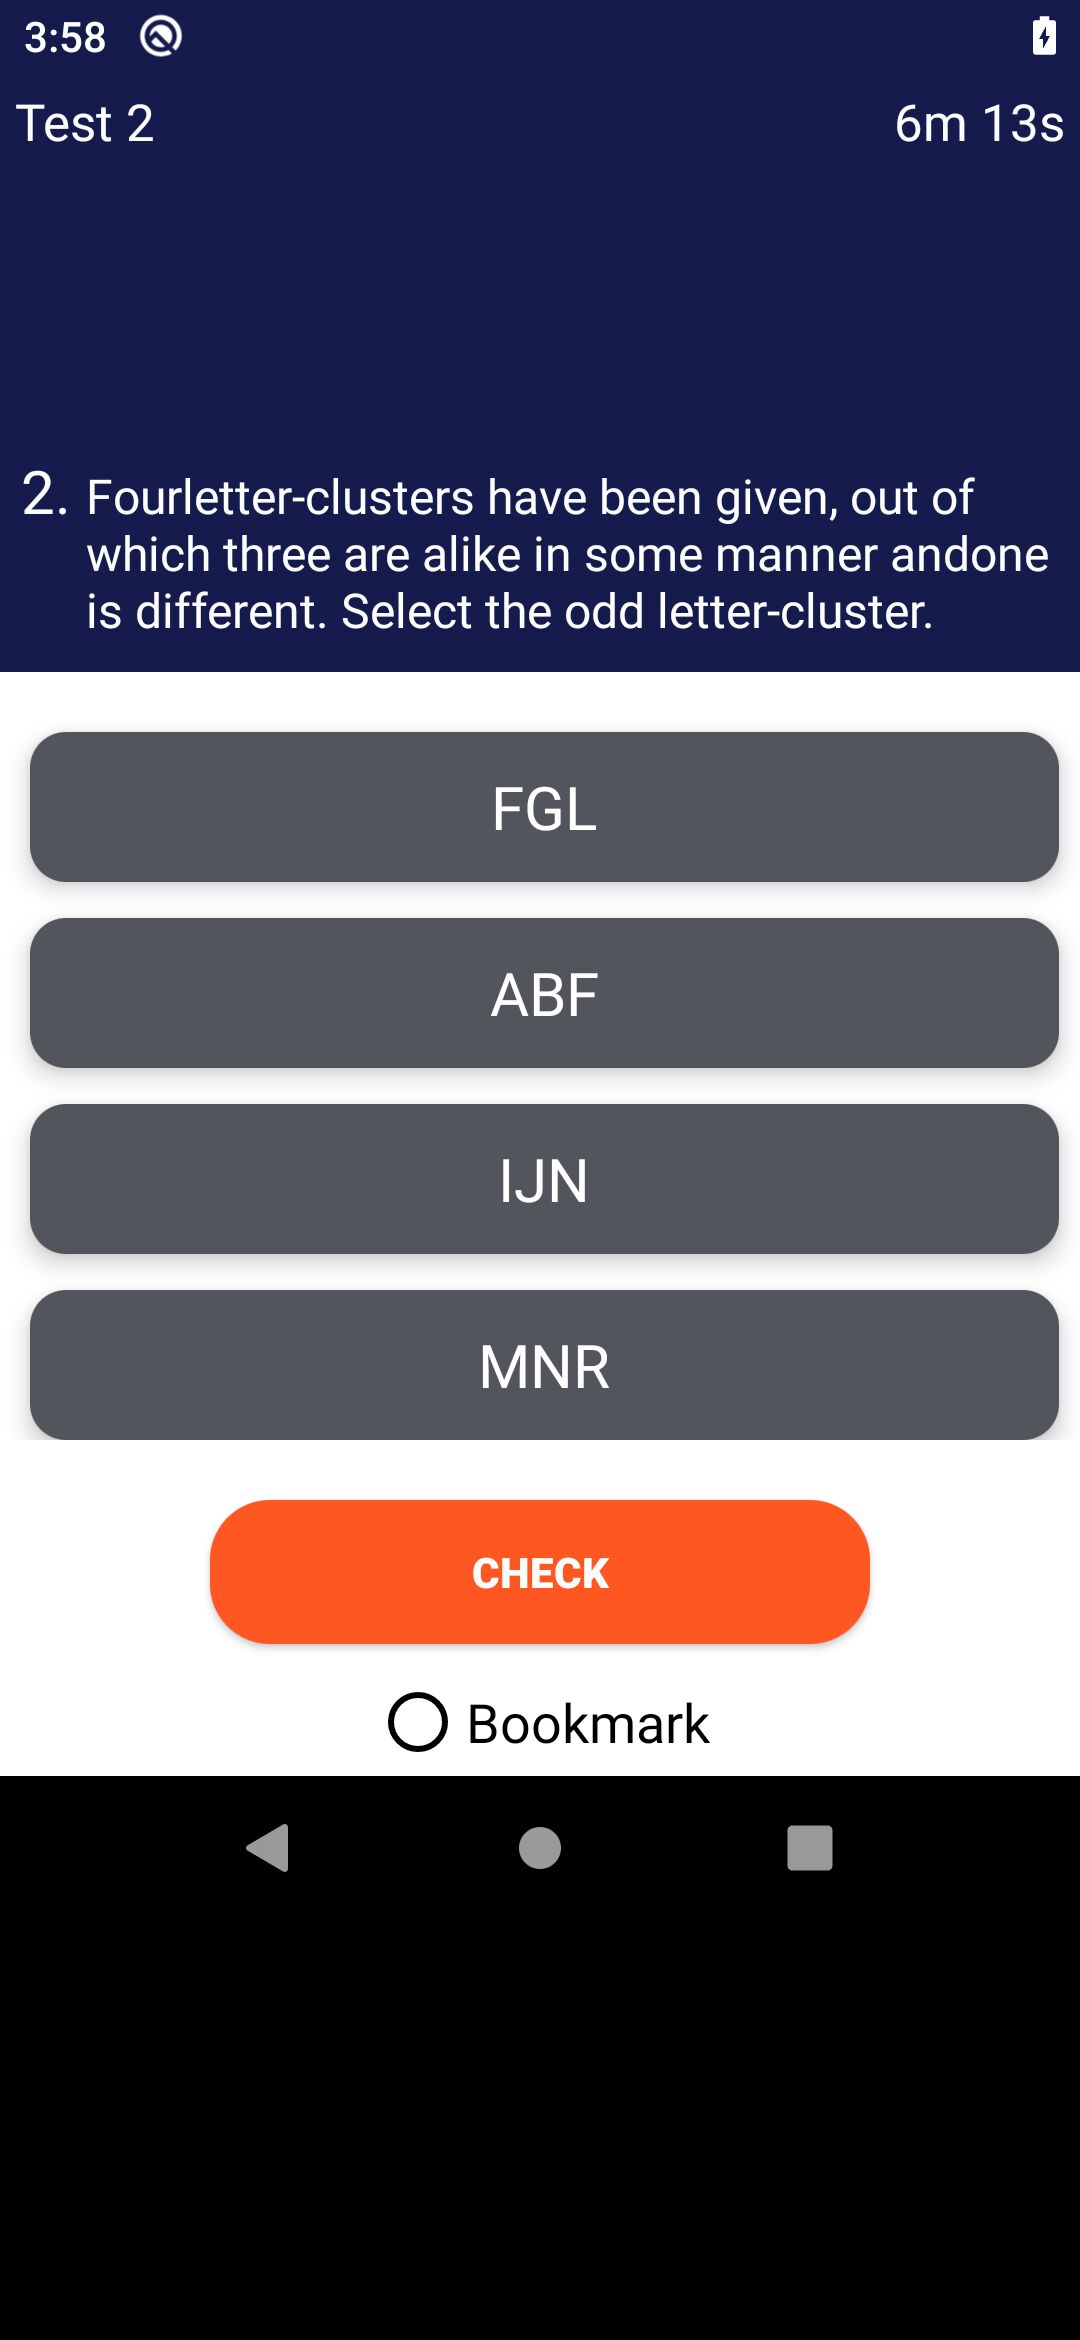 3:58
Test 2
6m 13s
2. Fourletter-clusters have been given, out of
which three are alike in some manner andone
is different. Select the odd letter-cluster.
FGL
ABF
IJN
MNR
CHECK
Bookmark